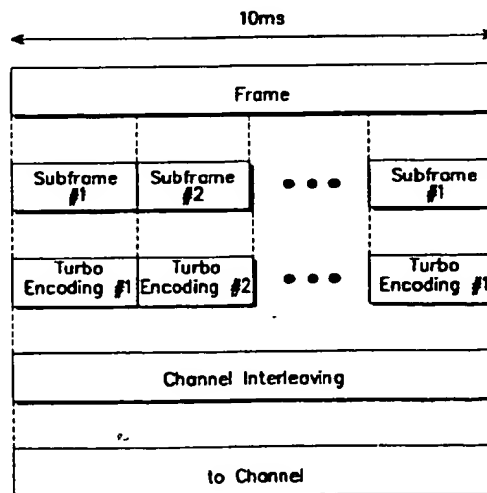 10ms
Frame
Subframe #1
Subframe #2
Subframe #1
Turbo Encoding #1
Turbo Encoding #2
Turbo Encoding #1
Channel Interleaving
to Channel